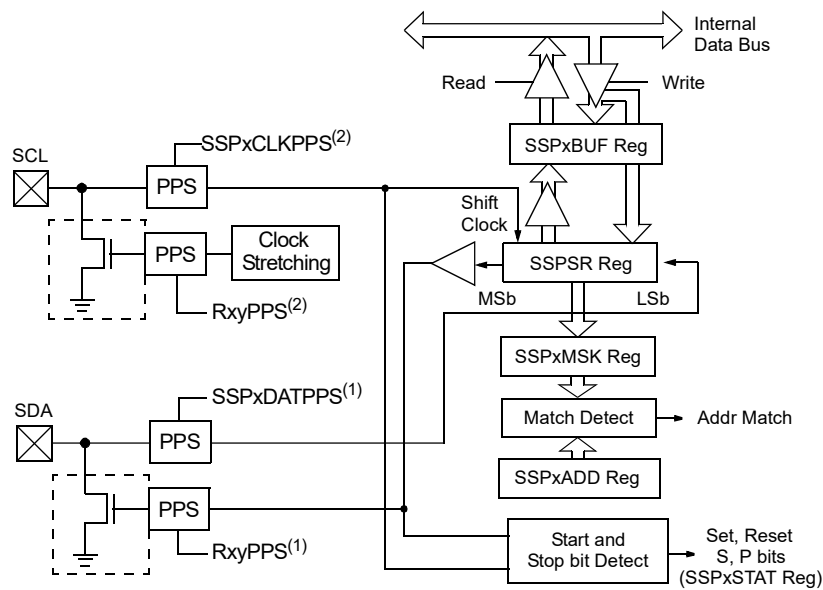 Internal
Data Bus
Read
Write
SSPxBUF Reg
SSPxCLKPPS(2)
SCL
PPS
Shift
Clock
PPS
Clock
Stretching
SSPSR Reg
MSb
LSb
RxyPPS(2)
SSPxMSK Reg
SSPxDATPPS(1)
SDA
PPS
Match Detect
Addr Match
SSPxADD Reg
PPS
RxyPPS(1)
Start and
Stop bit Detect
Set, Reset
S, P bits
(SSPxSTAT Reg)